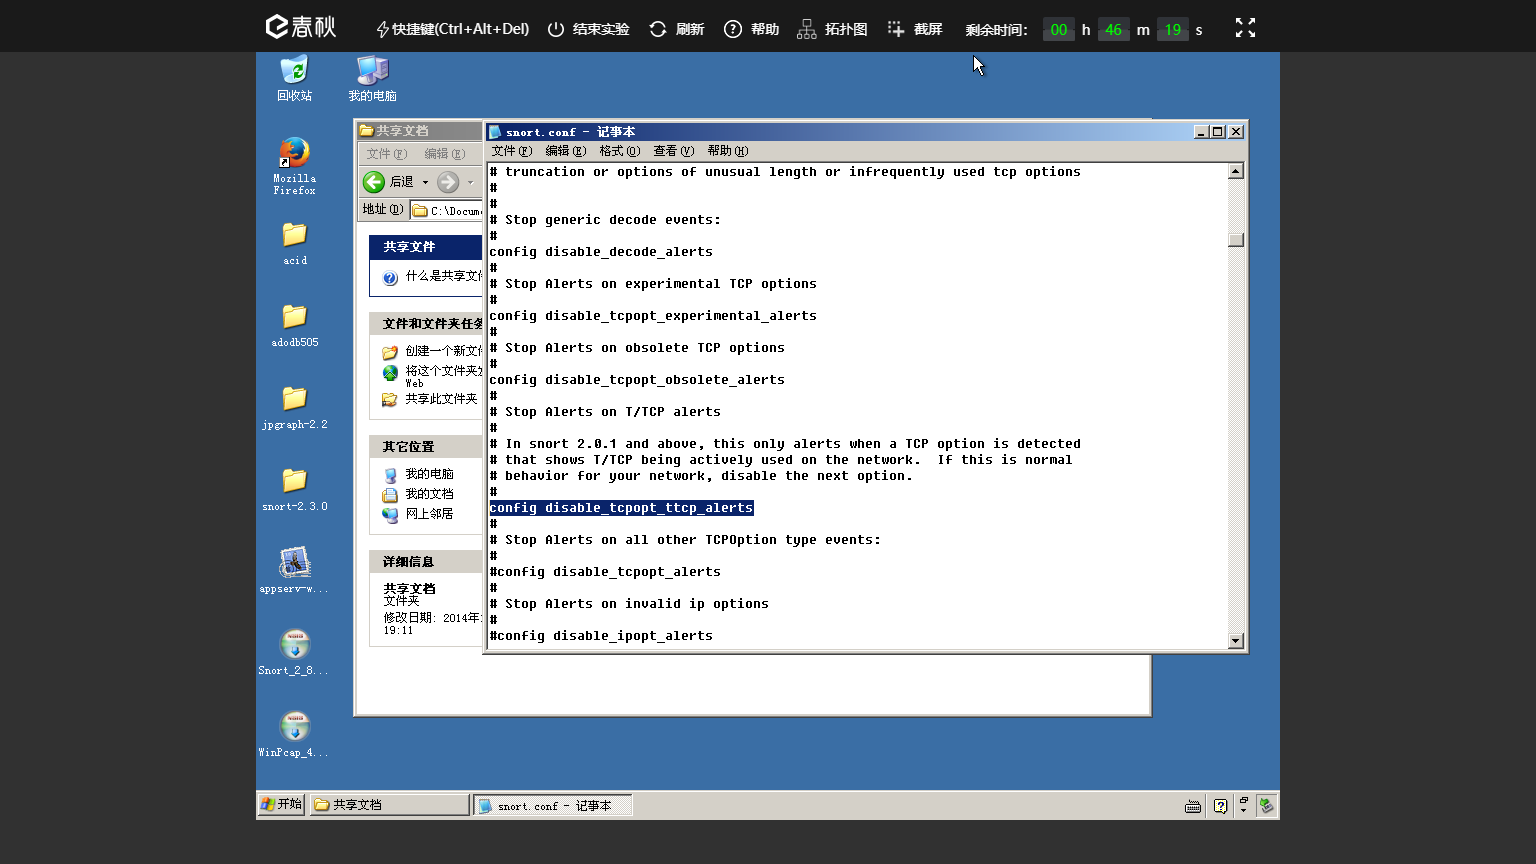 e春秋
快捷键(Ctrl+Alt+Del)
结束实验
刷新
帮助
拓扑图
截屏
剩余时间: 00 h 46 m 19 s
回收站
我的电脑
Mozilla
Firefox
acid
adodb505
jpgraph-2.2
snort-2.3.0
appserv-w...
Snort_2_8...
WinPcap_4...
共享文档
文件(F) 编辑(E)
后退
地址(D) C:\Docum
共享文件
什么是共享文件
文件和文件夹任务
创建一个新文件
将这个文件夹发
Web
共享此文件夹
其它位置
我的电脑
我的文档
网上邻居
详细信息
共享文档
文件夹
修改日期: 2014年
19:11
snort.conf - 记事本
文件(F) 编辑(E) 格式(O) 查看(V) 帮助(H)
# truncation or options of unusual length or infrequently used tcp options
#
#
# Stop generic decode events:
#
config disable_decode_alerts
#
# Stop Alerts on experimental TCP options
#
config disable_tcpopt_experimental_alerts
#
# Stop Alerts on obsolete TCP options
#
config disable_tcpopt_obsolete_alerts
#
# Stop Alerts on T/TCP alerts
#
# In snort 2.0.1 and above, this only alerts when a TCP option is detected
# that shows T/TCP being actively used on the network.  If this is normal
# behavior for your network, disable the next option.
#
config disable_tcpopt_ttcp_alerts
#
# Stop Alerts on all other TCPOption type events:
#
#config disable_tcpopt_alerts
#
# Stop Alerts on invalid ip options
#
#config disable_ipopt_alerts
开始
共享文档
snort.conf - 记事本